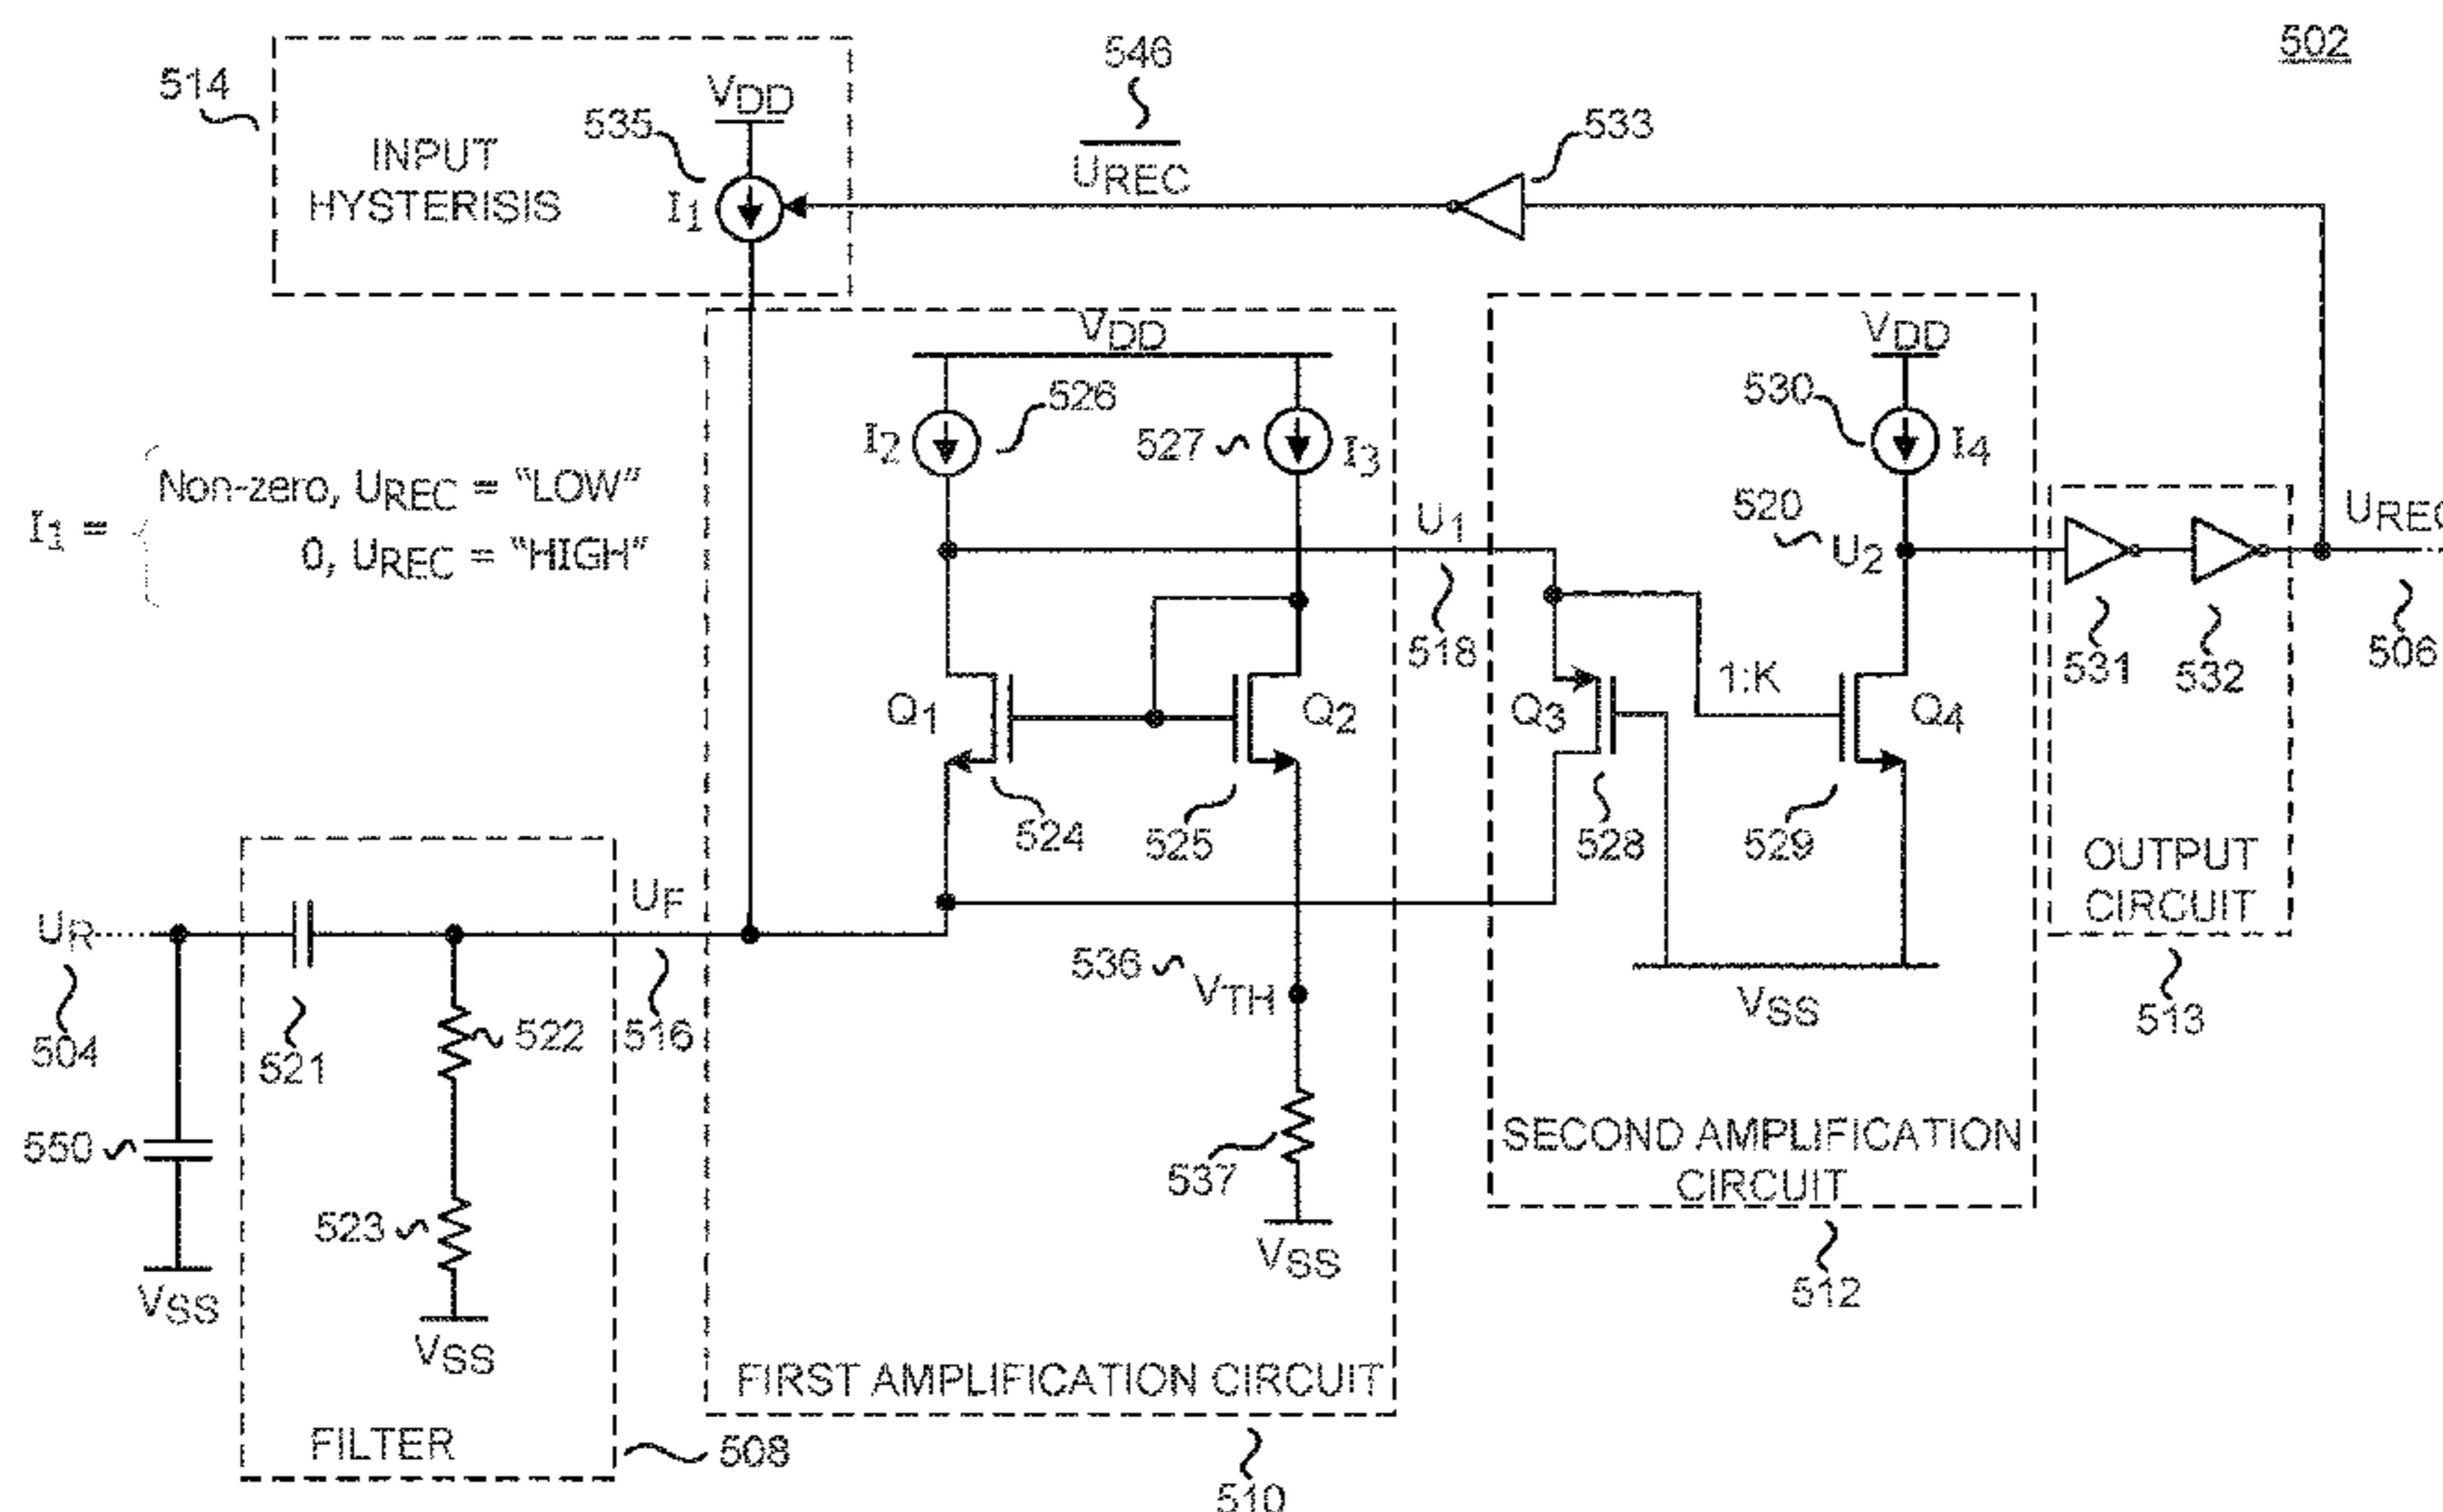 502
514
INPUT
HYSTERISIS
535
VDD
I1
546
UREC
533
I1 =
Non-zero, UREC = "LOW"
0, UREC = "HIGH"
VDD
I2
526
527
I3
U1
518
Q1
Q2
524
525
536
VTH
537
VSS
FIRST AMPLIFICATION CIRCUIT
510
VDD
530
I4
520
U2
Q3
1:K
Q4
528
529
VSS
SECOND AMPLIFICATION
CIRCUIT
512
531
532
OUTPUT
CIRCUIT
513
UREC
506
UR
504
550
VSS
521
522
523
VSS
FILTER
508
UF
516